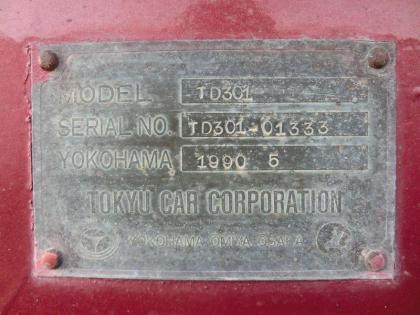 MODEL TD301
SERIAL NO. TD301-01333
YOKOHAMA 1990 5
TOKYU CAR CORPORATION
YOKOHAMA. OMIYA. OSAKA